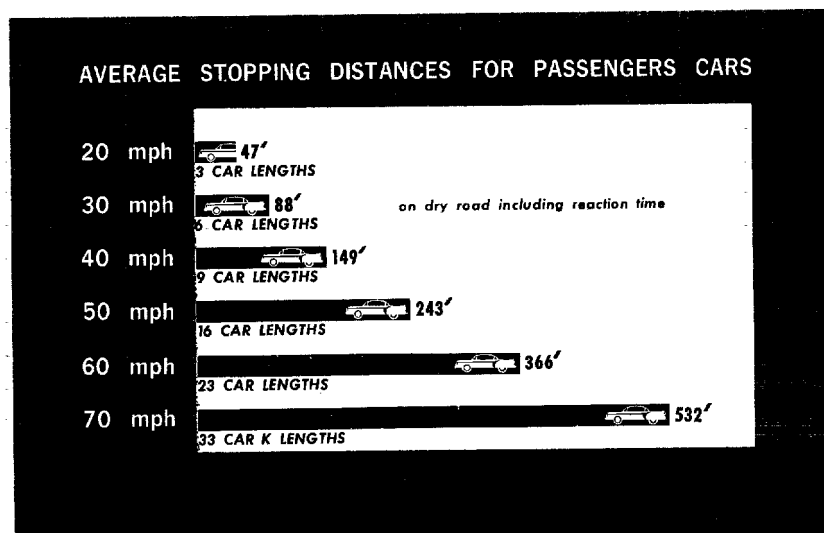 AVERAGE STOPPING DISTANCES FOR PASSENGERS CARS
20 mph 47′
3 CAR LENGTHS
30 mph 88′ on dry road including reaction time
6 CAR LENGTHS
40 mph 149′
9 CAR LENGTHS
50 mph 243′
16 CAR LENGTHS
60 mph 366′
23 CAR LENGTHS
70 mph 532′
33 CAR K LENGTHS